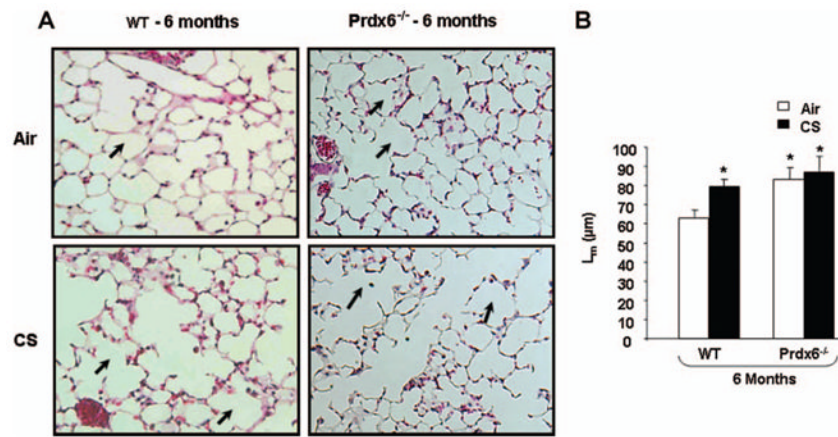 A
WT - 6 months
Prdx6-/- - 6 months
Air
CS
B
Air
CS
*
*
*
100
90
80
70
60
50
40
30
20
10
0
Lm (µm)
WT
Prdx6-/-
6 Months